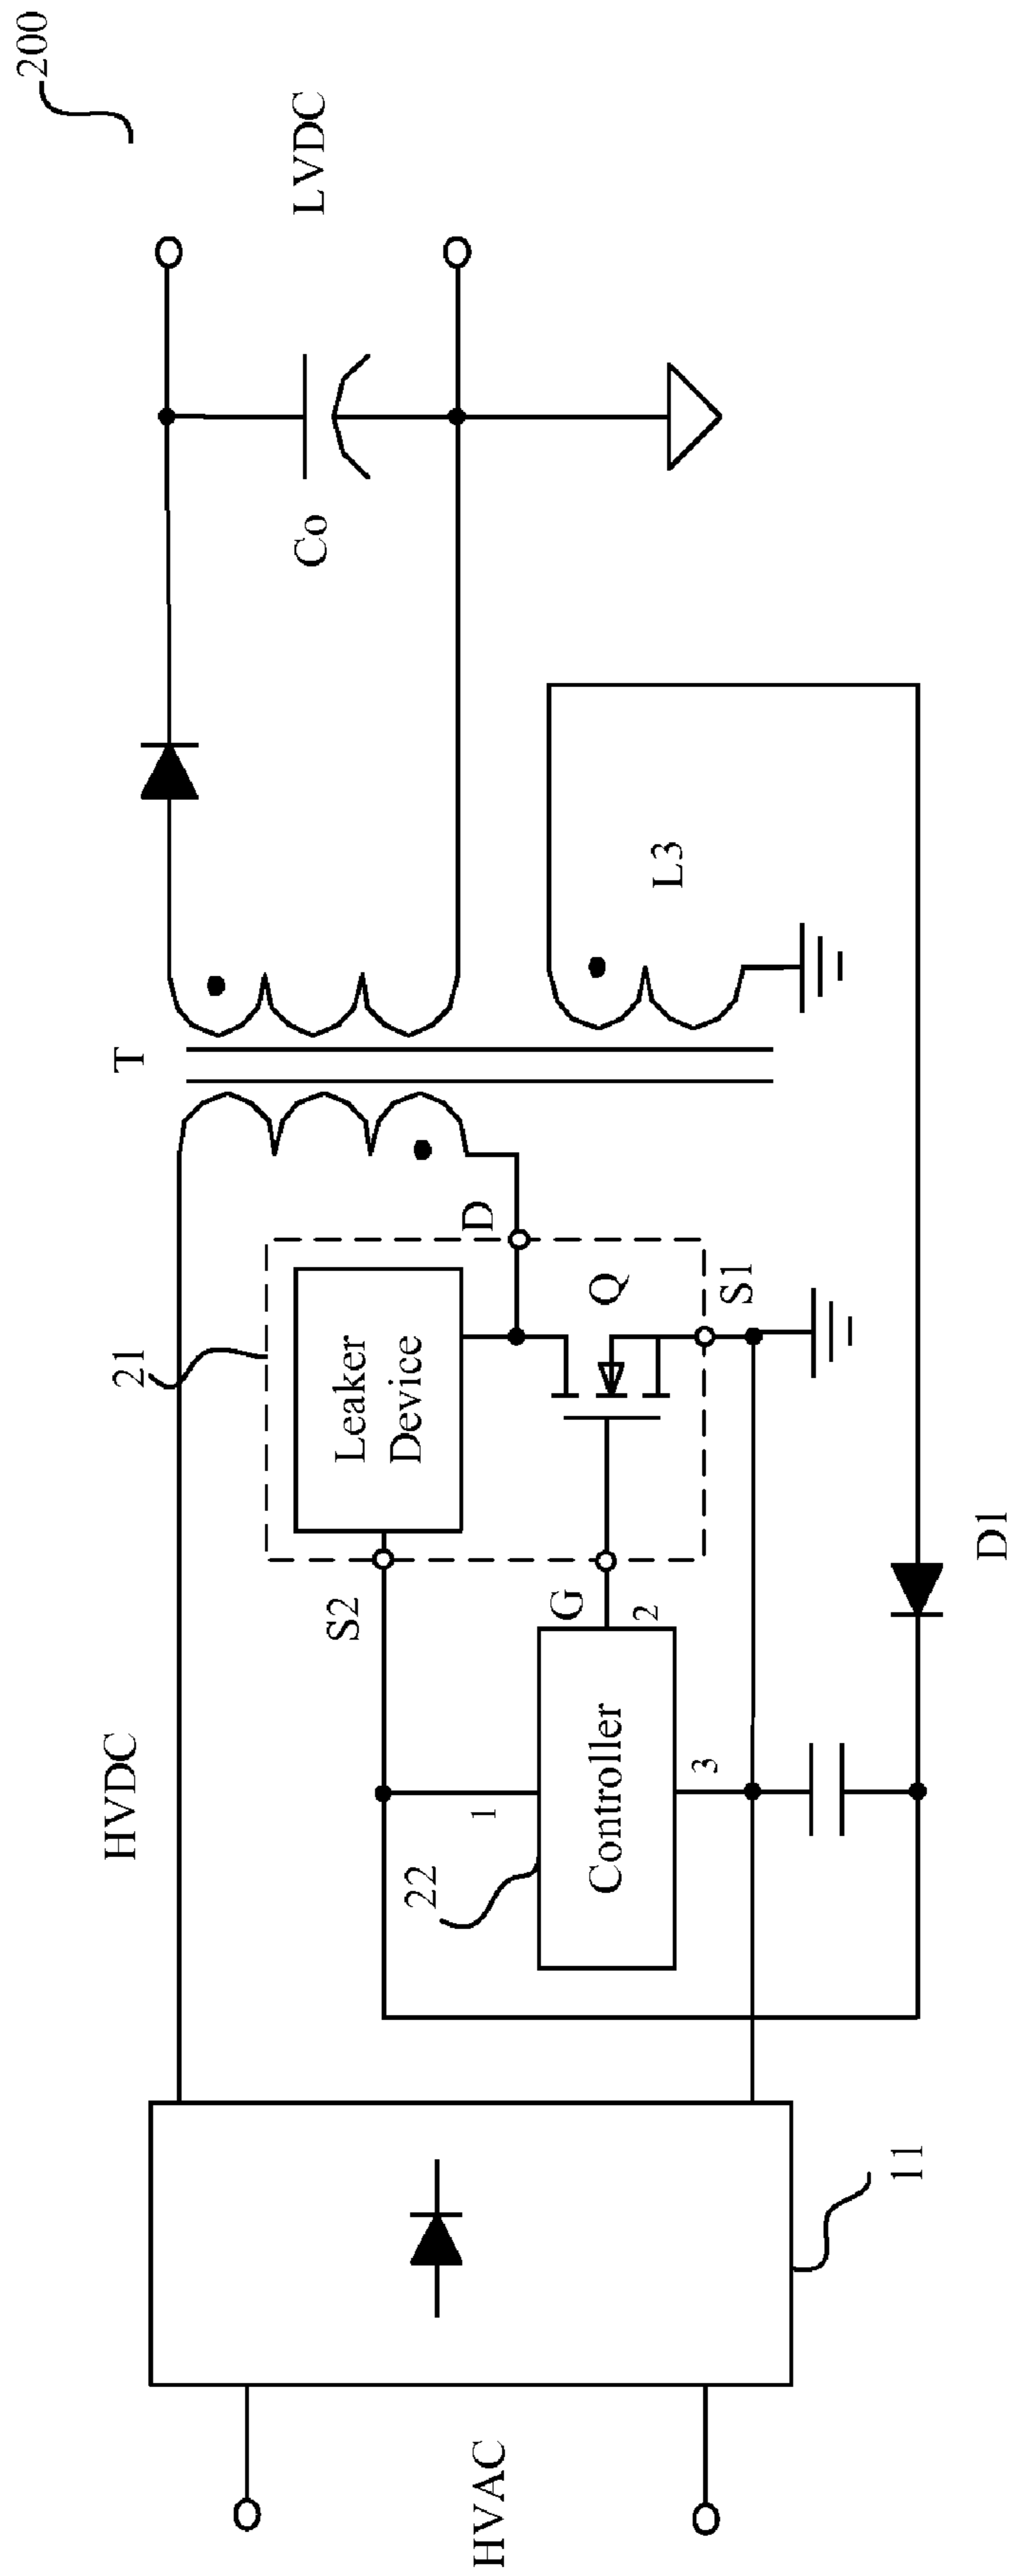 200
HVDC
T
LVDC
21
Leaker
Device
D
Co
S2
G
2
Q
L3
22
1
Controller
3
S1
HVAC
11
D1